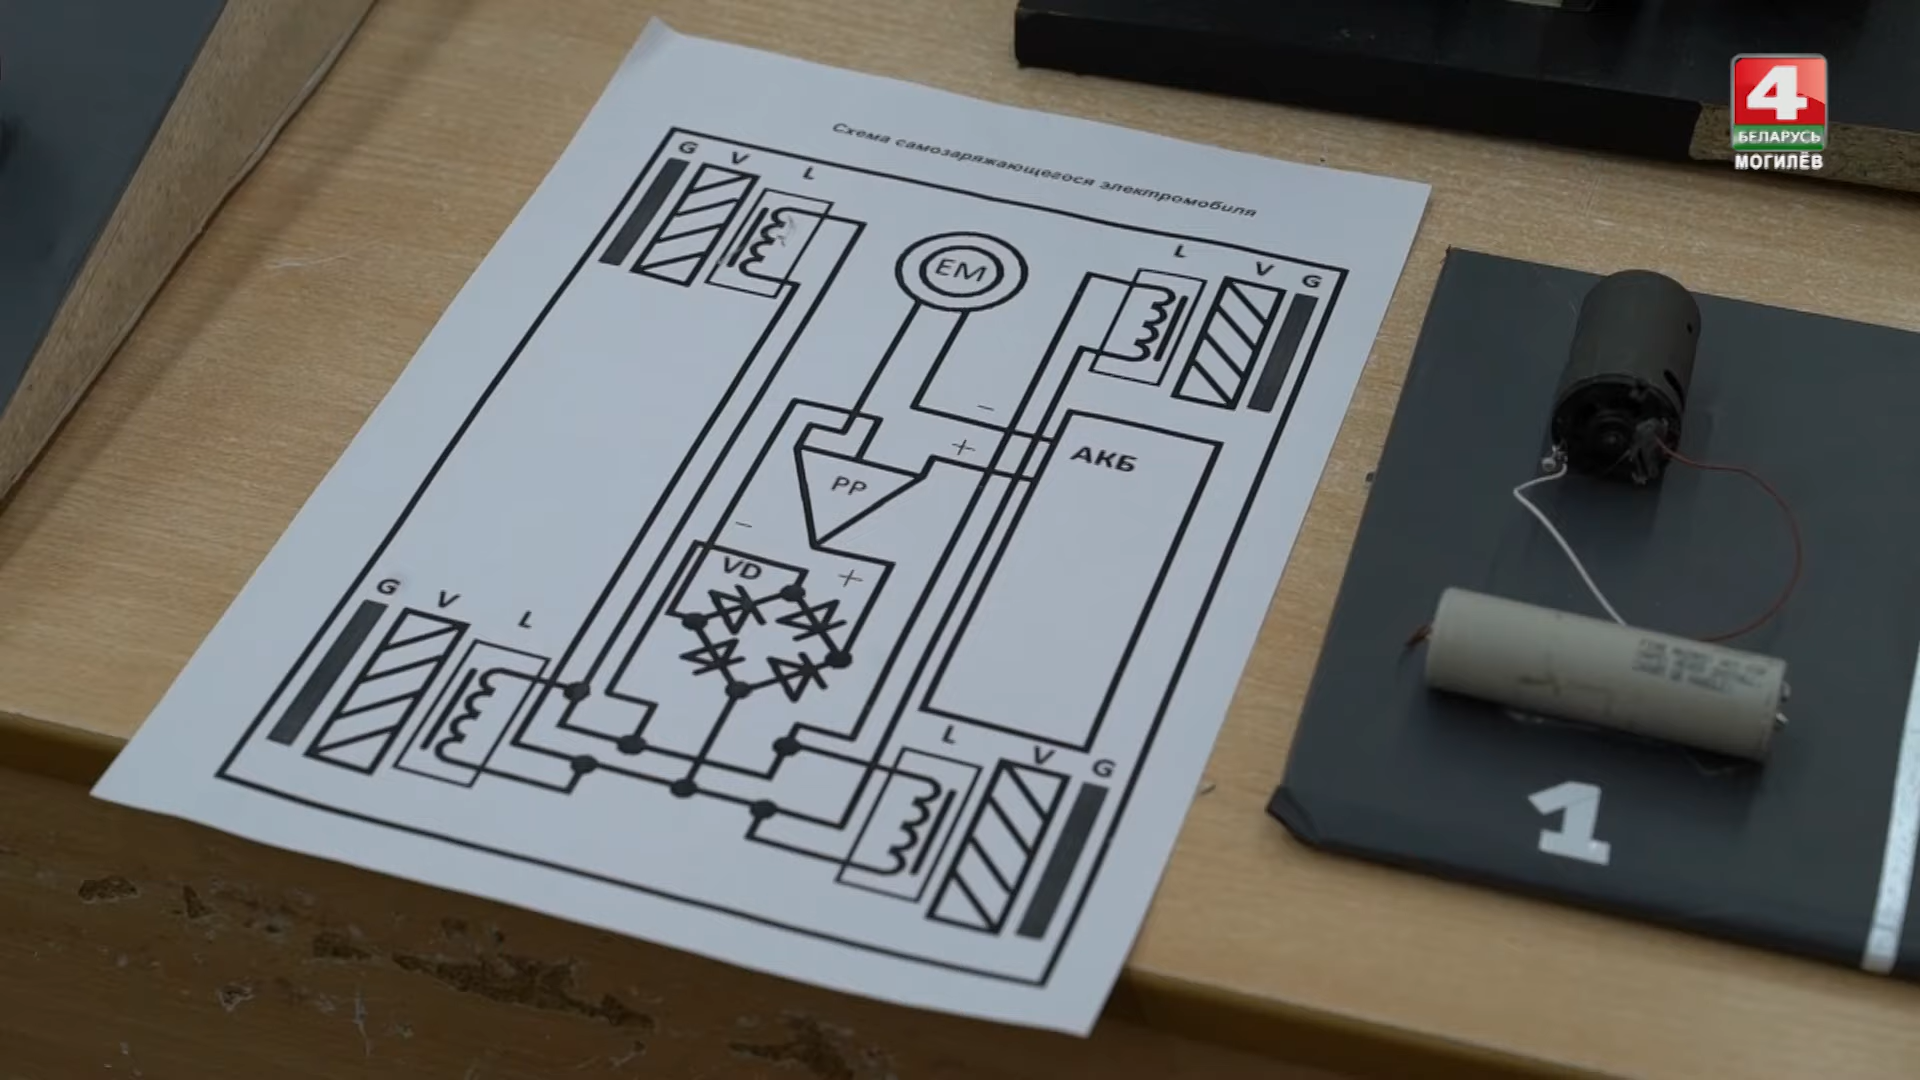 4
БЕЛАРУСЬ
МОГИЛЁВ
Схема самозаряжающегося электромобиля
G V L
L V G
EM
−
+
АКБ
PP
−
VD
+
G V L
L V G
1